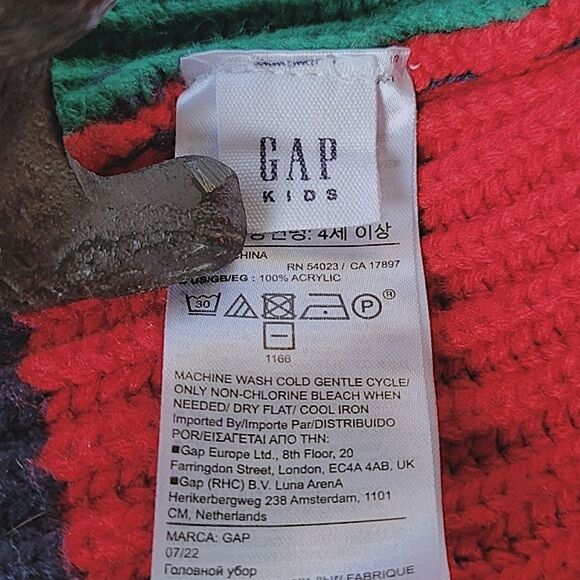 GAP
KIDS
4세 이상
CHINA
RN 54023 / CA 17897
US/GB/EG : 100% ACRYLIC
30
P
®
1166
MACHINE WASH COLD GENTLE CYCLE/
ONLY NON-CHLORINE BLEACH WHEN
NEEDED/ DRY FLAT/ COOL IRON
Imported By/Importe Par/DISTRIBUIDO
POR/ΕΙΣΑΓΕΤΑΙ ΑΠΟ ΤΗΝ:
■Gap Europe Ltd., 8th Floor, 20
Farringdon Street, London, EC4A 4AB, UK
■Gap (RHC) B.V. Luna ArenA
Herikerbergweg 238 Amsterdam, 1101
CM, Netherlands
MARCA: GAP
07/22
Головной убор
FABRIQUE